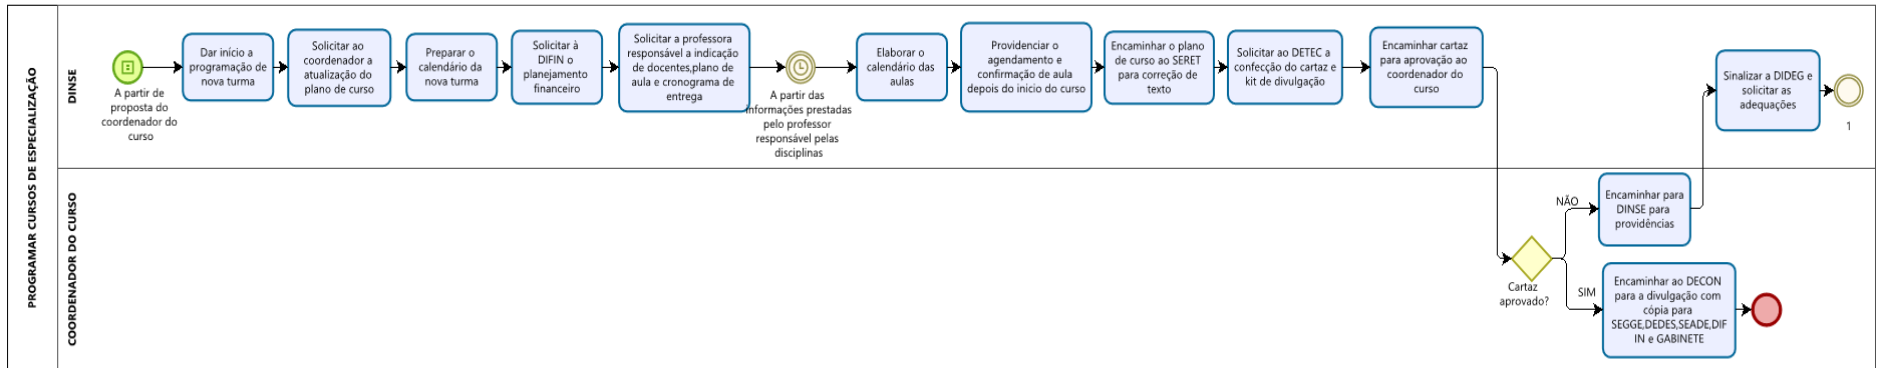 PROGRAMAR CURSOS DE ESPECIALIZAÇÃO
DINSE
A partir de
proposta do
coordenador do
curso
Dar início a
programação de
nova turma
Solicitar ao
coordenador a
atualização do
plano de curso
Preparar o
calendário da
nova turma
Solicitar à
DIFIN o
planejamento
financeiro
Solicitar a professora
responsável a indicação
de docentes,plano de
aula e cronograma de
entrega
A partir das
informações prestadas
pelo professor
responsável pelas
disciplinas
Elaborar o
calendário das
aulas
Providenciar o
agendamento e
confirmação de aula
depois do inicio do curso
Encaminhar o plano
de curso ao SERET
para correção de
texto
Solicitar ao DETEC a
confecção do cartaz e
kit de divulgação
Encaminhar cartaz
para aprovação ao
coordenador do
curso
Sinalizar a DIDEG e
solicitar as
adequações
1
COORDENADOR DO CURSO
Cartaz
aprovado?
NÃO
Encaminhar para
DINSE para
providências
SIM
Encaminhar ao DECON
para a divulgação com
cópia para
SEGGE,DEDES,SEADE,DIF
IN e GABINETE